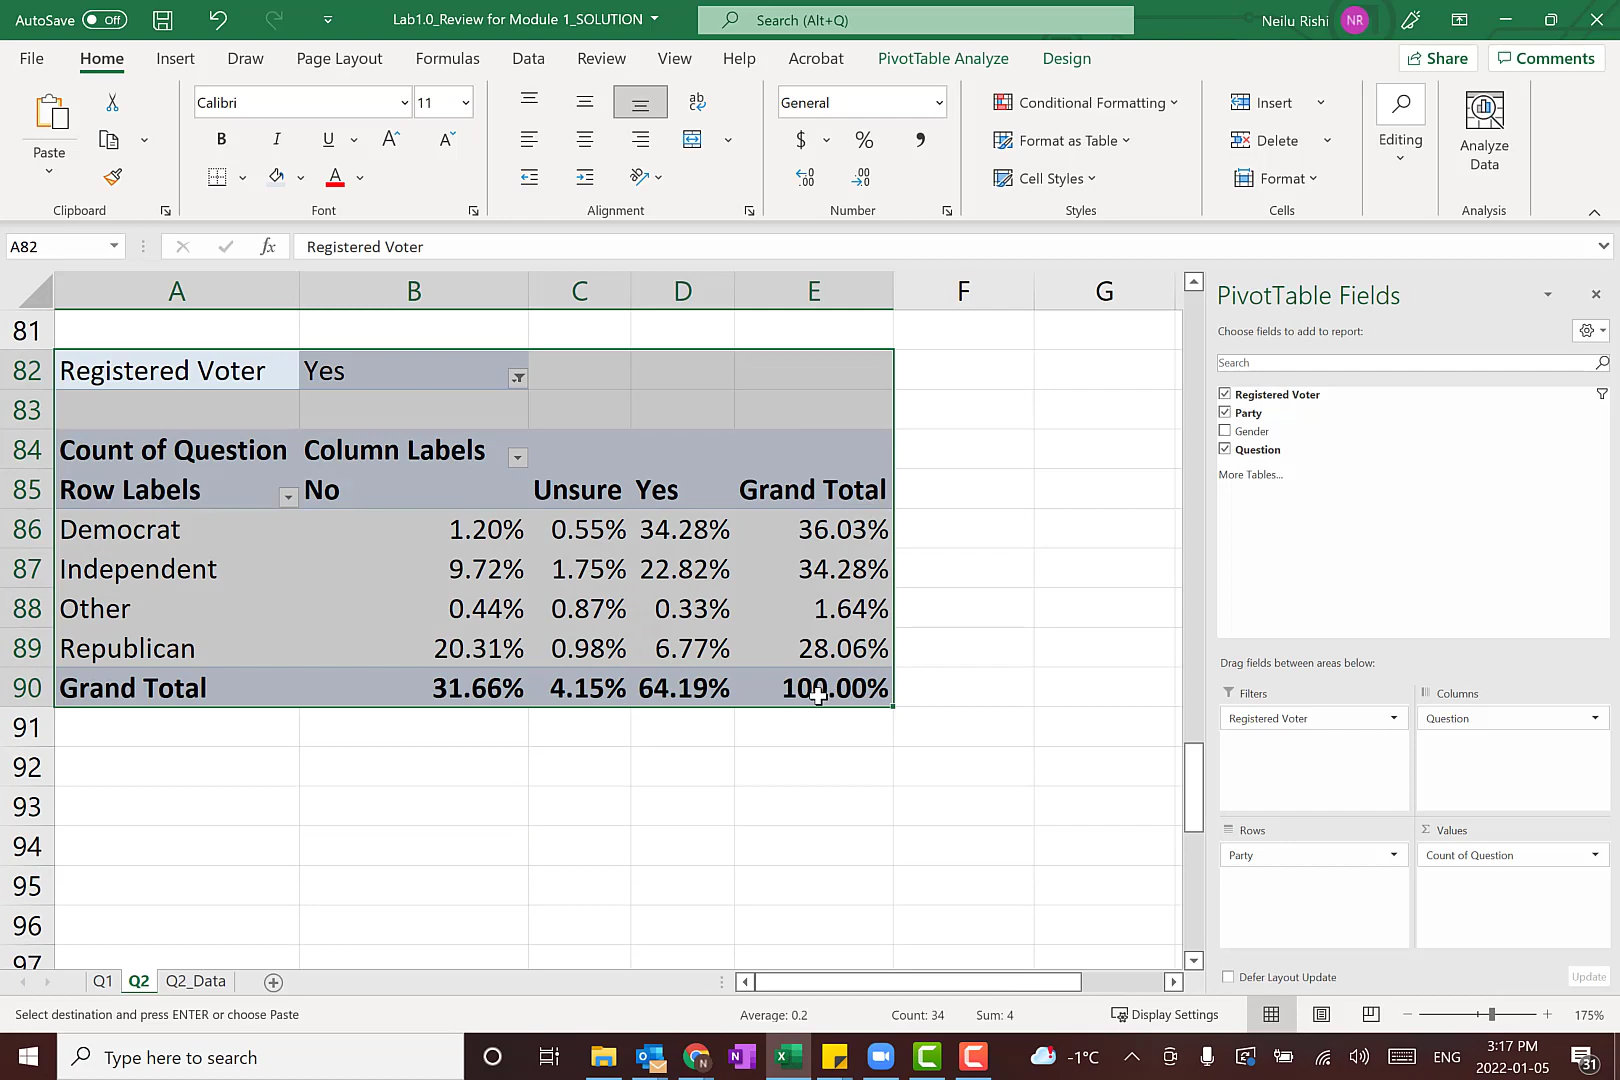 AutoSave Off Lab1.0_Review for Module 1_SOLUTION Search (Alt+Q) Neilu Rishi NR
File Home Insert Draw Page Layout Formulas Data Review View Help Acrobat PivotTable Analyze Design Share Comments
Calibri 11 General Conditional Formatting Insert
Paste B I U A A $ % Format as Table Delete Editing Analyze Data
Cell Styles Format
Clipboard Font Alignment Number Styles Cells Analysis
A82 fx Registered Voter
A B C D E F G
81
82 Registered Voter Yes
83
84 Count of Question Column Labels
85 Row Labels No Unsure Yes Grand Total
86 Democrat 1.20% 0.55% 34.28% 36.03%
87 Independent 9.72% 1.75% 22.82% 34.28%
88 Other 0.44% 0.87% 0.33% 1.64%
89 Republican 20.31% 0.98% 6.77% 28.06%
90 Grand Total 31.66% 4.15% 64.19% 100.00%
91
92
93
94
95
96
97
PivotTable Fields
Choose fields to add to report:
Search
Registered Voter
Party
Gender
Question
More Tables...
Drag fields between areas below:
Filters Columns
Registered Voter Question
Rows Values
Party Count of Question
Defer Layout Update Update
Q1 Q2 Q2_Data
Select destination and press ENTER or choose Paste Average: 0.2 Count: 34 Sum: 4 Display Settings 175%
Type here to search -1°C ENG 3:17 PM
2022-01-05 31